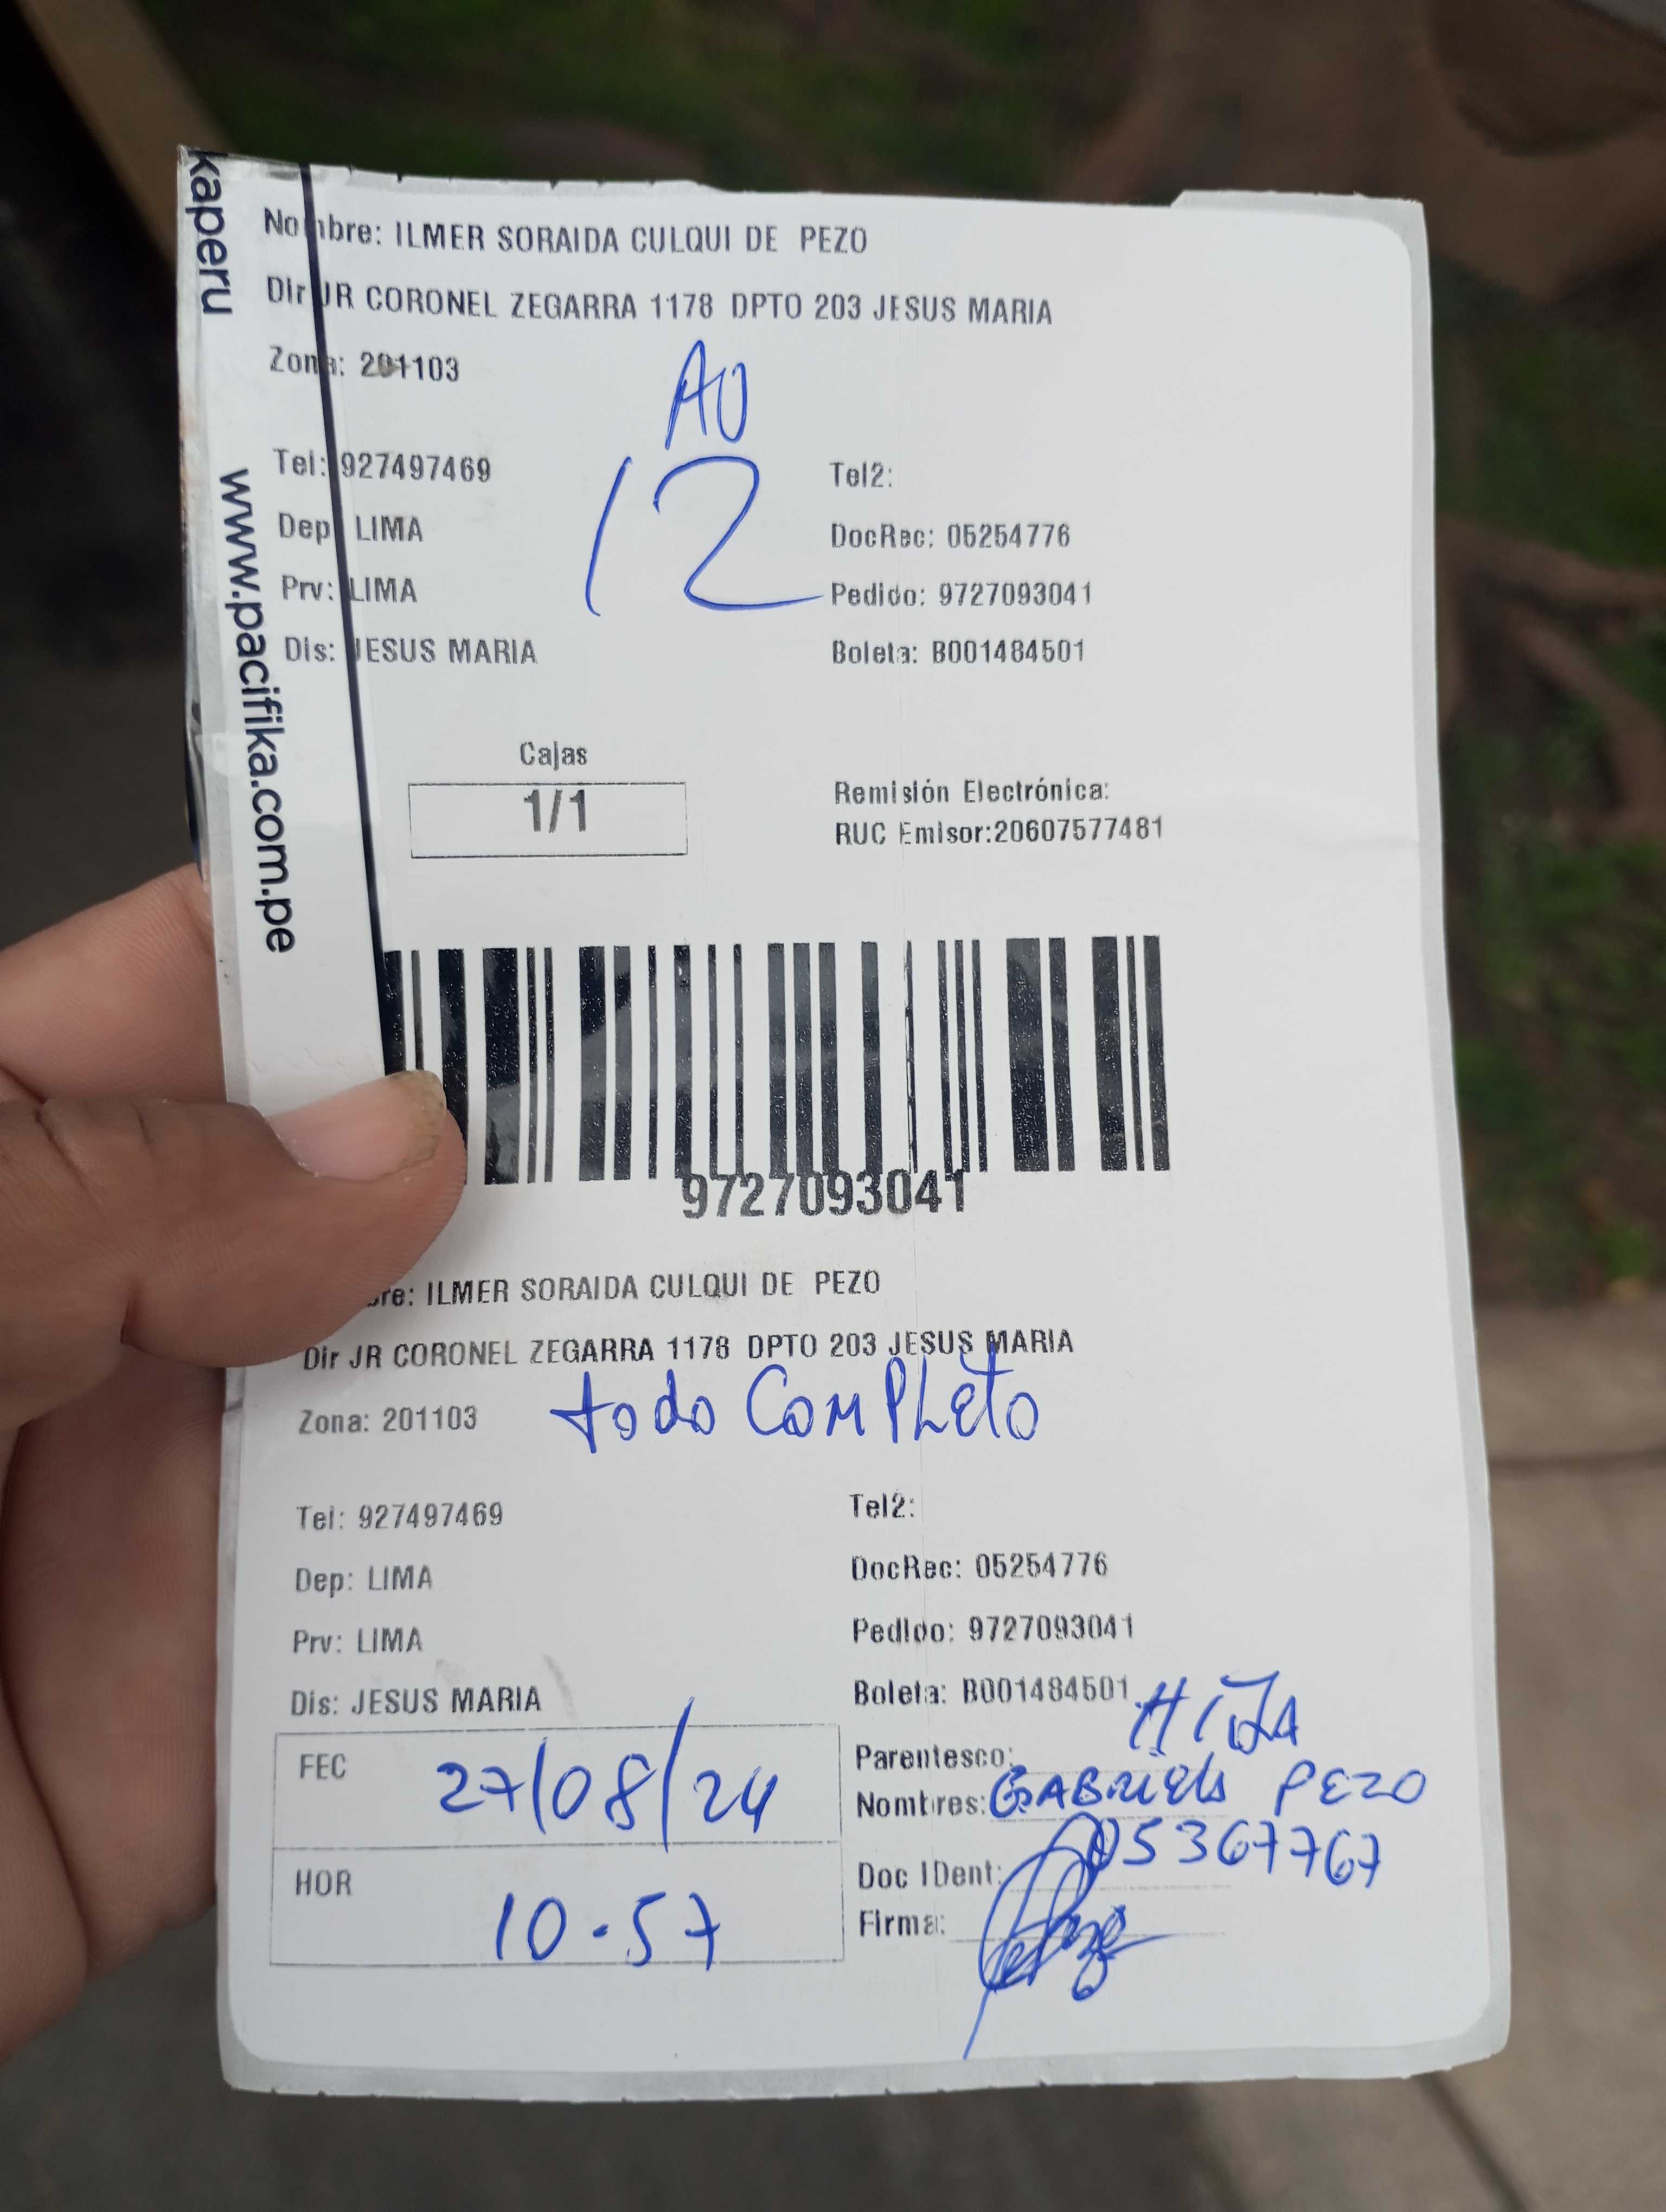 kaperu
www.pacifika.com.pe
Nombre: ILMER SORAIDA CULQUI DE PEZO
Dir JR CORONEL ZEGARRA 1178 DPTO 203 JESUS MARIA
Zona: 201103
AO
12
Tel: 927497469
Tel2:
Dep LIMA
DocRec: 05254776
Prv: LIMA
Pedido: 9727093041
Dis: JESUS MARIA
Boleta: B001484501
Cajas
1/1
Remisión Electrónica:
RUC Emisor:20607577481
9727093041
bre: ILMER SORAIDA CULQUI DE PEZO
Dir JR CORONEL ZEGARRA 1178 DPTO 203 JESUS MARIA
Zona: 201103
todo COMPLETO
Tel: 927497469
Tel2:
Dep: LIMA
DocRec: 05254776
Prv: LIMA
Pedido: 9727093041
Dis: JESUS MARIA
Boleta: B001484501
FEC 27/08/24
HOR 10.57
Parentesco: HIJA
Nombres: GABRIELA PEZO
Doc IDent: 05367767
Firma: